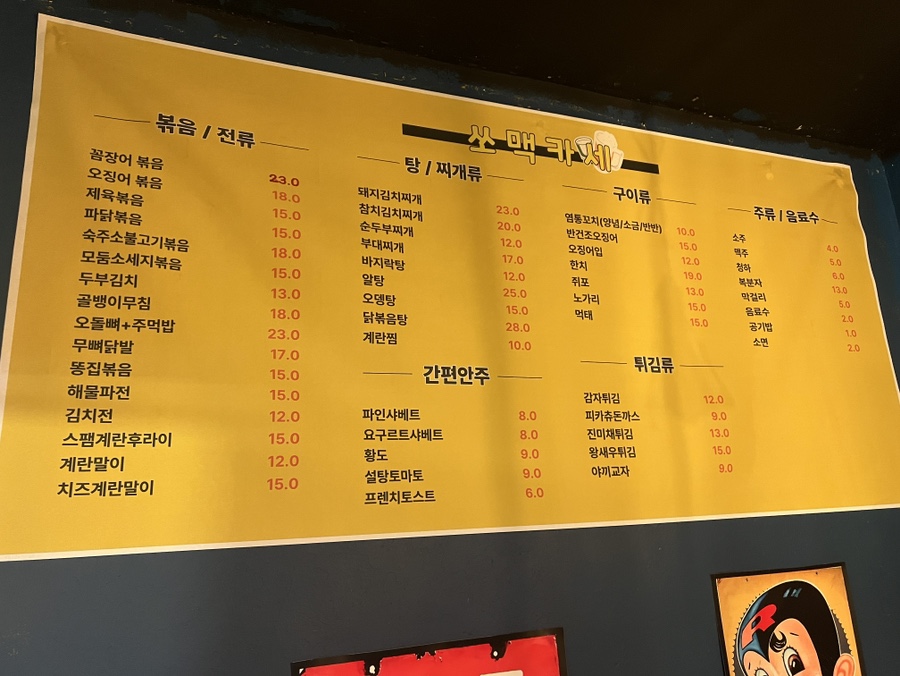 쏘맥카세
볶음 / 전류
꼼장어 볶음 23.0
오징어 볶음 18.0
제육볶음 15.0
파닭볶음 15.0
숙주소불고기볶음 18.0
모둠소세지볶음 15.0
두부김치 13.0
골뱅이무침 18.0
오돌뼈+주먹밥 23.0
무뼈닭발 17.0
똥집볶음 15.0
해물파전 15.0
김치전 12.0
스팸계란후라이 15.0
계란말이 12.0
치즈계란말이 15.0
탕 / 찌개류
돼지김치찌개 23.0
참치김치찌개 20.0
순두부찌개 12.0
부대찌개 17.0
바지락탕 12.0
알탕 25.0
오뎅탕 15.0
닭볶음탕 28.0
계란찜 10.0
간편안주
파인샤베트 8.0
요구르트샤베트 8.0
황도 9.0
설탕토마토 9.0
프렌치토스트 6.0
구이류
염통꼬치(양념/소금/반반) 10.0
반건조오징어 15.0
오징어입 12.0
한치 19.0
쥐포 13.0
노가리 15.0
먹태 15.0
튀김류
감자튀김 12.0
피카츄돈까스 9.0
진미채튀김 13.0
왕새우튀김 15.0
야끼교자 9.0
주류 / 음료수
소주 4.0
맥주 5.0
청하 6.0
복분자 13.0
막걸리 5.0
음료수 2.0
공기밥 1.0
소면 2.0